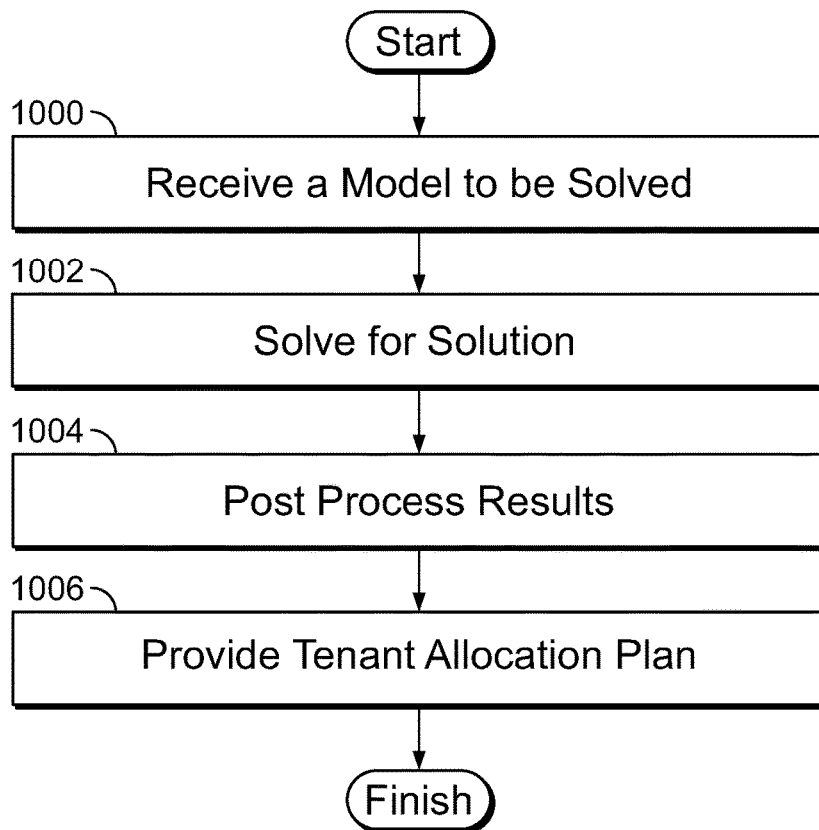 Start
1000
Receive a Model to be Solved
1002
Solve for Solution
1004
Post Process Results
1006
Provide Tenant Allocation Plan
Finish